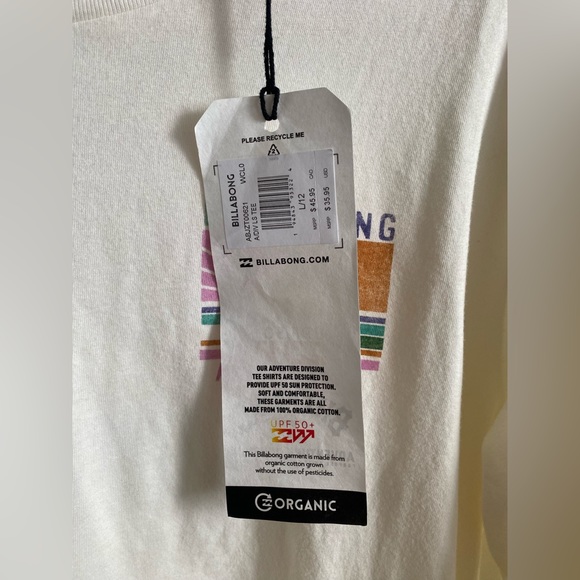 PLEASE RECYCLE ME
BILLABONG
ABJZT00621 WCL0
A/DIV LS TEE
L/12
MSRP $ 45.95 CAD
MSRP $ 35.95 USD
BILLABONG.COM
NG
OUR ADVENTURE DIVISION
TEE SHIRTS ARE DESIGNED TO
PROVIDE UPF 50 SUN PROTECTION.
SOFT AND COMFORTABLE,
THESE GARMENTS ARE ALL
MADE FROM 100% ORGANIC COTTON.
UPF 50+
This Billabong garment is made from
organic cotton grown
without the use of pesticides.
ORGANIC